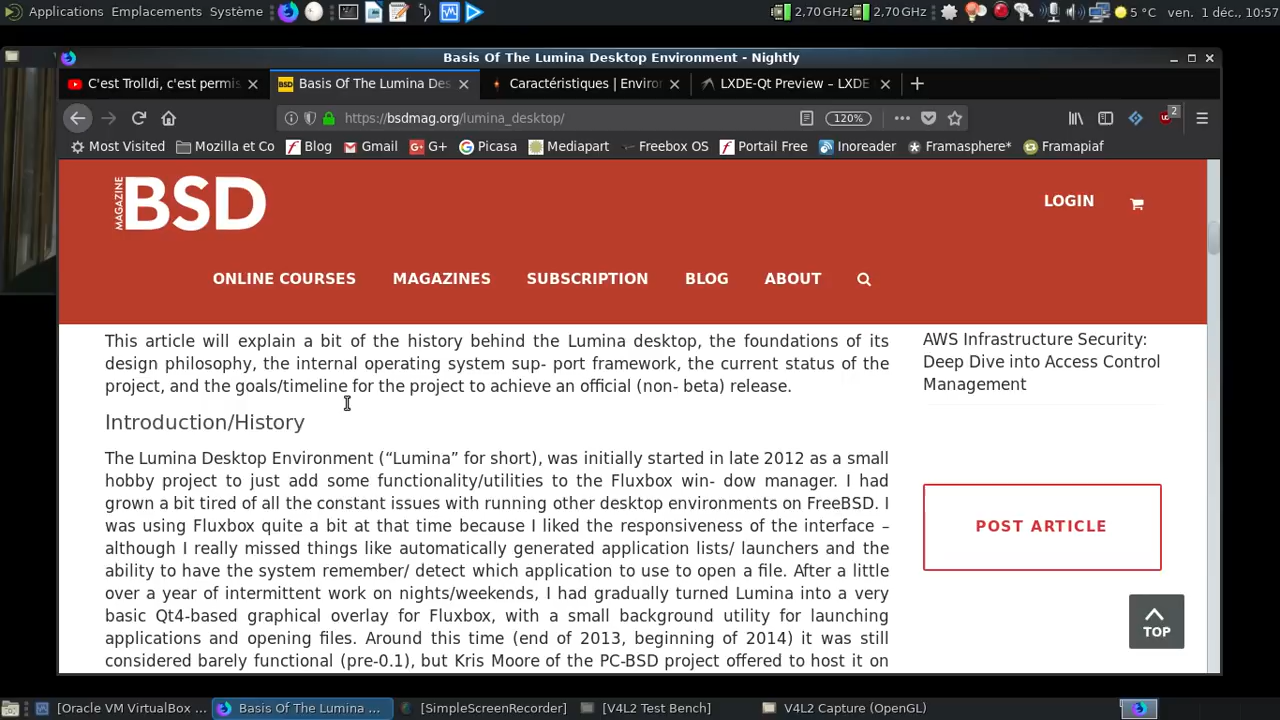 Applications Emplacements Système 2,70 GHz 2,70 GHz 5 °C ven. 1 déc., 10:57
Basis Of The Lumina Desktop Environment - Nightly
C'est Trolldi, c'est permis Basis Of The Lumina Des Caractéristiques | Enviror LXDE-Qt Preview – LXDE
https://bsdmag.org/lumina_desktop/ 120% 2
Most Visited Mozilla et Co Blog Gmail G+ Picasa Mediapart Freebox OS Portail Free Inoreader Framasphere* Framapiaf
MAGAZINE BSD
LOGIN
ONLINE COURSES MAGAZINES SUBSCRIPTION BLOG ABOUT
This article will explain a bit of the history behind the Lumina desktop, the foundations of its
design philosophy, the internal operating system sup- port framework, the current status of the
project, and the goals/timeline for the project to achieve an official (non- beta) release.
Introduction/History
The Lumina Desktop Environment (“Lumina” for short), was initially started in late 2012 as a small
hobby project to just add some functionality/utilities to the Fluxbox win- dow manager. I had
grown a bit tired of all the constant issues with running other desktop environments on FreeBSD. I
was using Fluxbox quite a bit at that time because I liked the responsiveness of the interface –
although I really missed things like automatically generated application lists/ launchers and the
ability to have the system remember/ detect which application to use to open a file. After a little
over a year of intermittent work on nights/weekends, I had gradually turned Lumina into a very
basic Qt4-based graphical overlay for Fluxbox, with a small background utility for launching
applications and opening files. Around this time (end of 2013, beginning of 2014) it was still
considered barely functional (pre-0.1), but Kris Moore of the PC-BSD project offered to host it on
AWS Infrastructure Security:
Deep Dive into Access Control
Management
POST ARTICLE
TOP
[Oracle VM VirtualBox ... Basis Of The Lumina ... [SimpleScreenRecorder] [V4L2 Test Bench] V4L2 Capture (OpenGL)